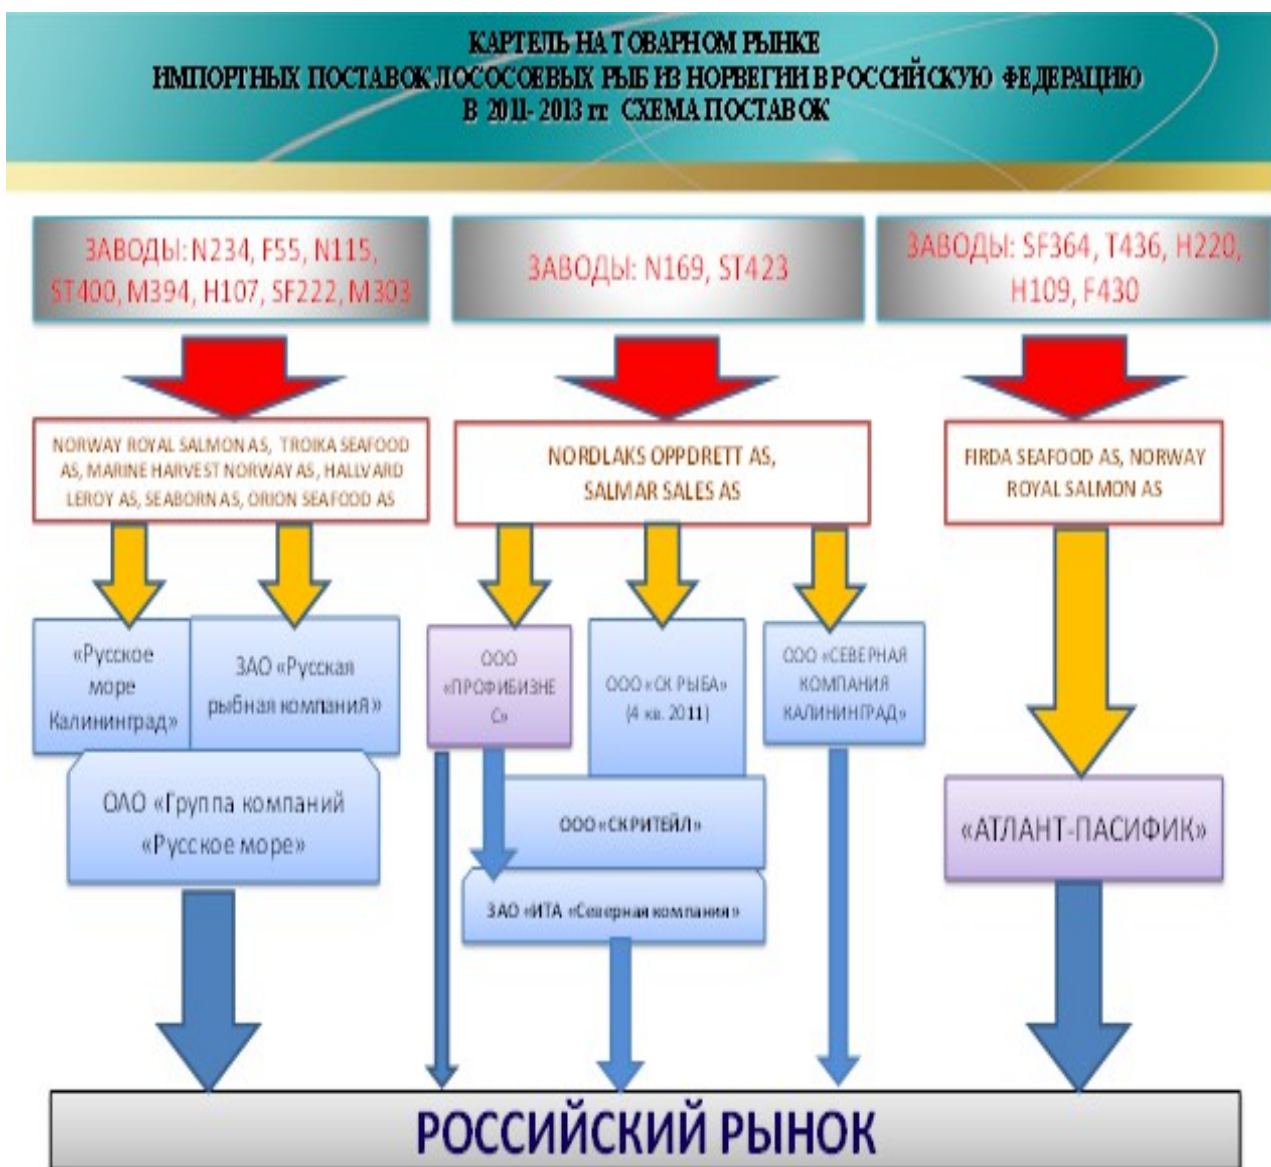 КАРТЕЛЬ НА ТОВАРНОМ РЫНКЕ
ИМПОРТНЫХ ПОСТАВОК ЛОСОСОЕВЫХ РЫБ ИЗ НОРВЕГИИ В РОССИЙСКУЮ ФЕДЕРАЦИЮ
В 2011- 2013 гг. СХЕМА ПОСТАВОК
ЗАВОДЫ: N234, F55, N115,
ST400, M394, H107, SF222, M303
ЗАВОДЫ: N169, ST423
ЗАВОДЫ: SF364, T436, H220,
H109, F430
NORWAY ROYAL SALMON AS, TROIKA SEAFOOD
AS, MARINE HARVEST NORWAY AS, HALLVARD
LEROY AS, SEABORN AS, ORION SEAFOOD AS
NORDLAKS OPPDRETT AS,
SALMAR SALES AS
FIRDA SEAFOOD AS, NORWAY
ROYAL SALMON AS
«Русское
море
Калининград»
ЗАО «Русская
рыбная компания»
ООО
«ПРОФИБИЗНЕ
С»
ООО «СК РЫБА»
(4 кв. 2011)
ООО «СЕВЕРНАЯ
КОМПАНИЯ
КАЛИНИНГРАД»
ОАО «Группа компаний
«Русское море»
ООО «СК РИТЕЙЛ»
ЗАО «ИТА «Северная компания»
«АТЛАНТ-ПАСИФИК»
РОССИЙСКИЙ РЫНОК